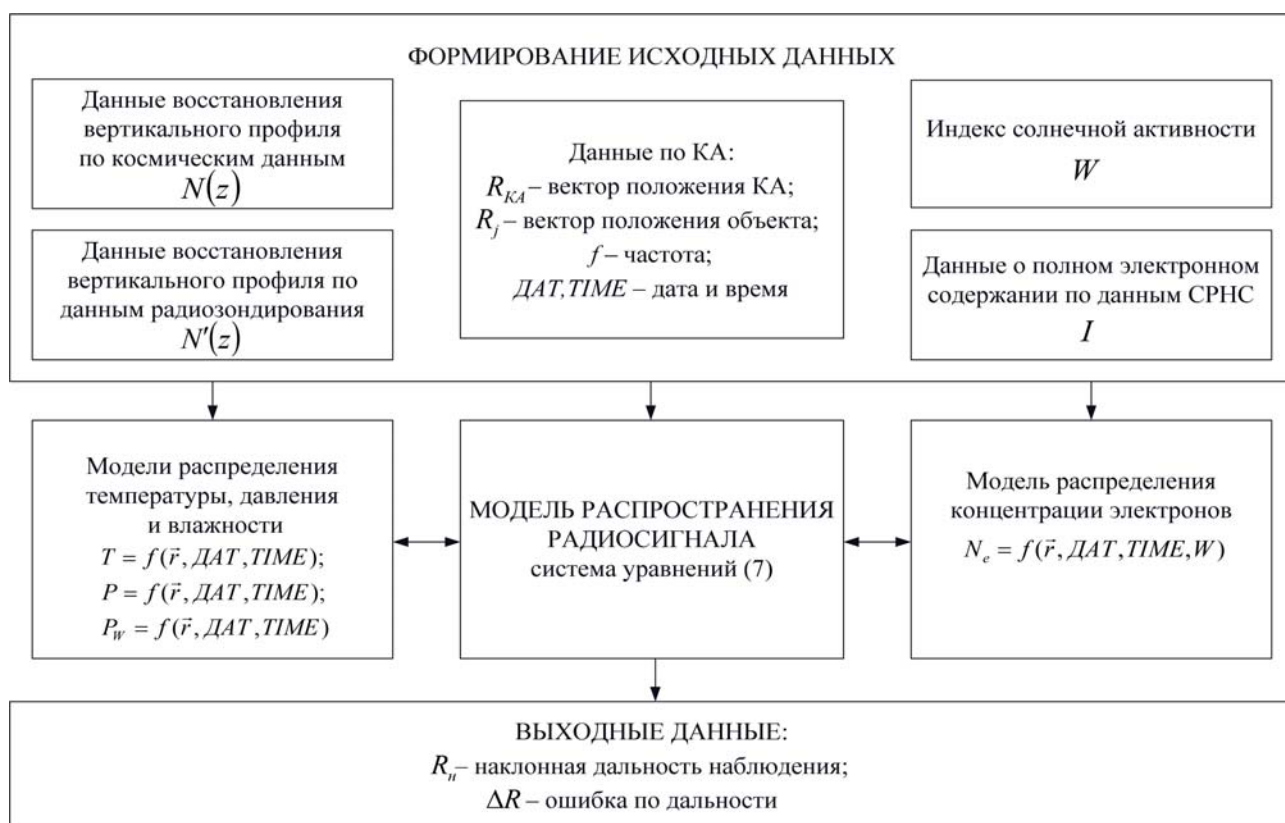 ФОРМИРОВАНИЕ ИСХОДНЫХ ДАННЫХ
Данные восстановления
вертикального профиля
по космическим данным
N(z)
Данные восстановления
вертикального профиля по
данным радиозондирования
N′(z)
Данные по КА:
R_КА – вектор положения КА;
R_j – вектор положения объекта;
f – частота;
ДАТ,TIME – дата и время
Индекс солнечной активности
W
Данные о полном электронном
содержании по данным СРНС
I
Модели распределения
температуры, давления
и влажности
T = f(r⃗, ДАТ,TIME);
P = f(r⃗, ДАТ,TIME);
P_W = f(r⃗, ДАТ,TIME)
МОДЕЛЬ РАСПРОСТРАНЕНИЯ
РАДИОСИГНАЛА
система уравнений (7)
Модель распределения
концентрации электронов
N_e = f(r⃗, ДАТ,TIME,W)
ВЫХОДНЫЕ ДАННЫЕ:
R_н – наклонная дальность наблюдения;
ΔR – ошибка по дальности